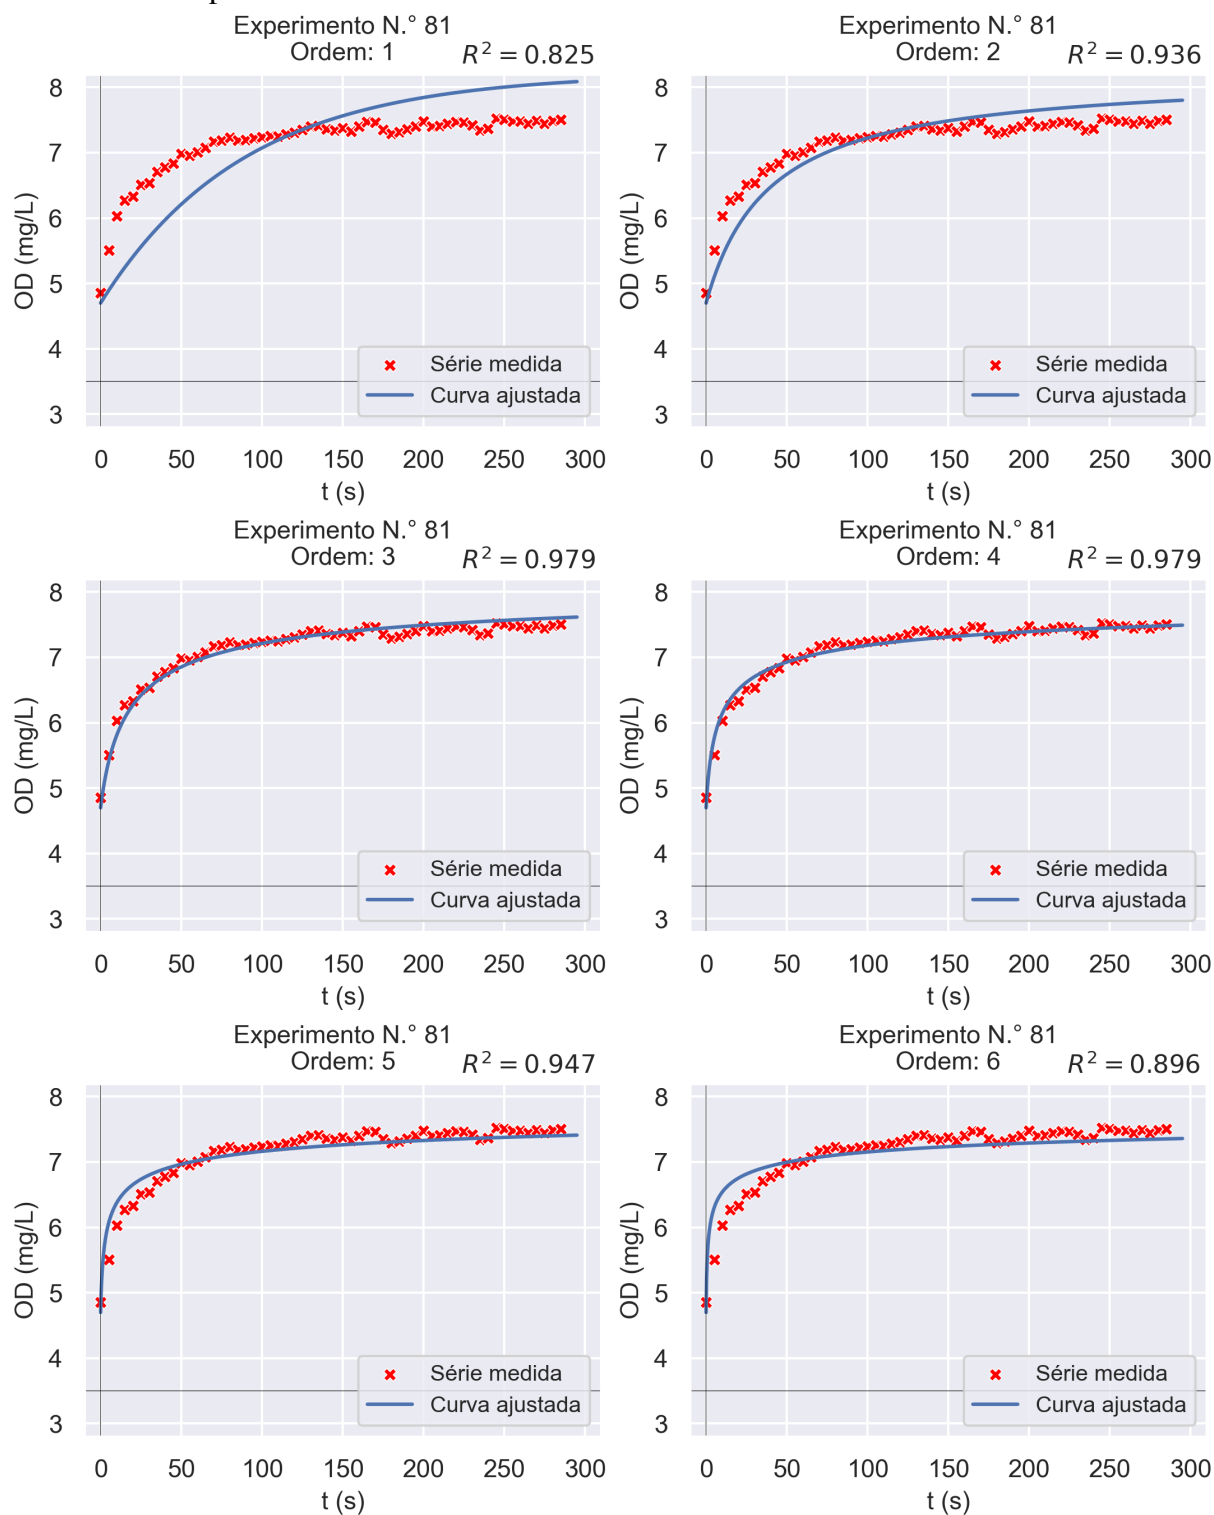 Experimento N.° 81
Ordem: 1 R² = 0.825
8
7
6
5
4
3
OD (mg/L)
Série medida
Curva ajustada
0 50 100 150 200 250 300
t (s)
Experimento N.° 81
Ordem: 2 R² = 0.936
8
7
6
5
4
3
OD (mg/L)
Série medida
Curva ajustada
0 50 100 150 200 250 300
t (s)
Experimento N.° 81
Ordem: 3 R² = 0.979
8
7
6
5
4
3
OD (mg/L)
Série medida
Curva ajustada
0 50 100 150 200 250 300
t (s)
Experimento N.° 81
Ordem: 4 R² = 0.979
8
7
6
5
4
3
OD (mg/L)
Série medida
Curva ajustada
0 50 100 150 200 250 300
t (s)
Experimento N.° 81
Ordem: 5 R² = 0.947
8
7
6
5
4
3
OD (mg/L)
Série medida
Curva ajustada
0 50 100 150 200 250 300
t (s)
Experimento N.° 81
Ordem: 6 R² = 0.896
8
7
6
5
4
3
OD (mg/L)
Série medida
Curva ajustada
0 50 100 150 200 250 300
t (s)